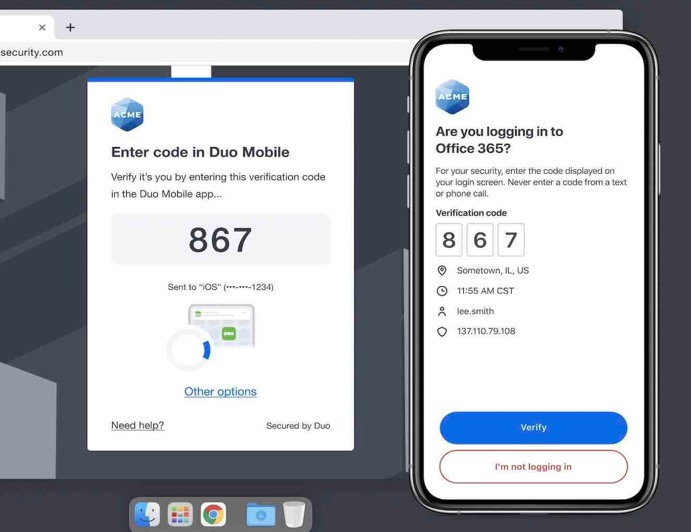 security.com
ACME
Enter code in Duo Mobile
Verify it's you by entering this verification code
in the Duo Mobile app...
867
Sent to “iOS” (•••-•••-1234)
Other options
Need help?
Secured by Duo
ACME
Are you logging in to
Office 365?
For your security, enter the code displayed on
your login screen. Never enter a code from a text
or phone call.
Verification code
8 6 7
Sometown, IL, US
11:55 AM CST
lee.smith
137.110.79.108
Verify
I'm not logging in